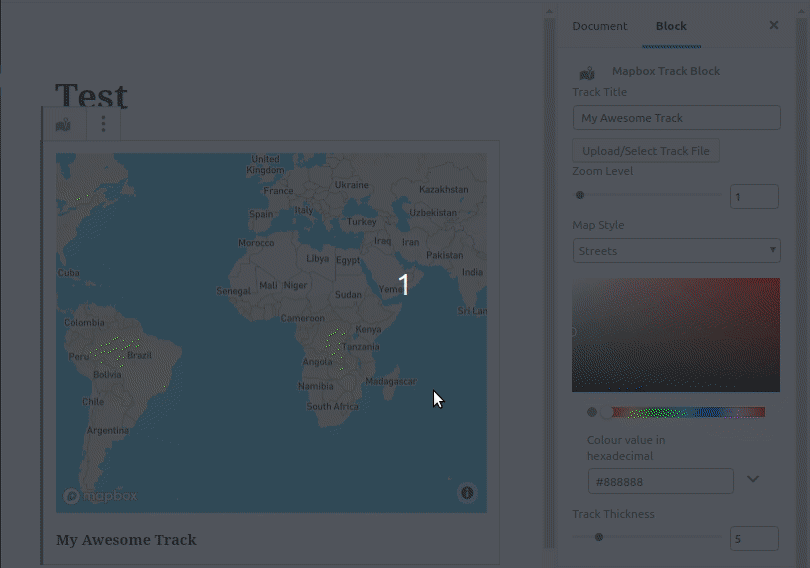 Document
Block
×
Test
Mapbox Track Block
Track Title
My Awesome Track
Upload/Select Track File
Zoom Level
1
Map Style
Streets
United
Kingdom
Ukraine
France
Kazakhstan
Spain
Italy
Uzbekistan
Turkey
Morocco
Iraq
Iran
Libya
Egypt
Pakistan
Cuba
India
Senegal
Mali
Niger
Sudan
Yemen
1
Sri Lan
Colombia
Cameroon
Kenya
Peru
Brazil
Tanzania
Bolivia
Angola
Namibia
Madagascar
Chile
South Africa
Argentina
mapbox
My Awesome Track
Colour value in
hexadecimal
#888888
Track Thickness
5